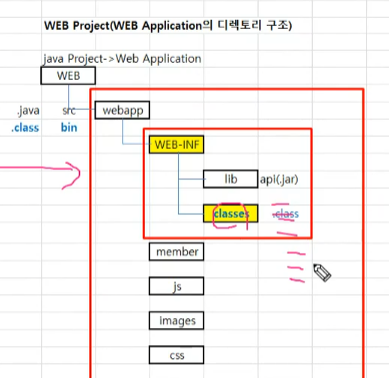 WEB Project(WEB Application의 디렉토리 구조)
java Project->Web Application
WEB
.java src webapp
.class bin
WEB-INF
lib api(.jar)
classes .class
member
js
images
css